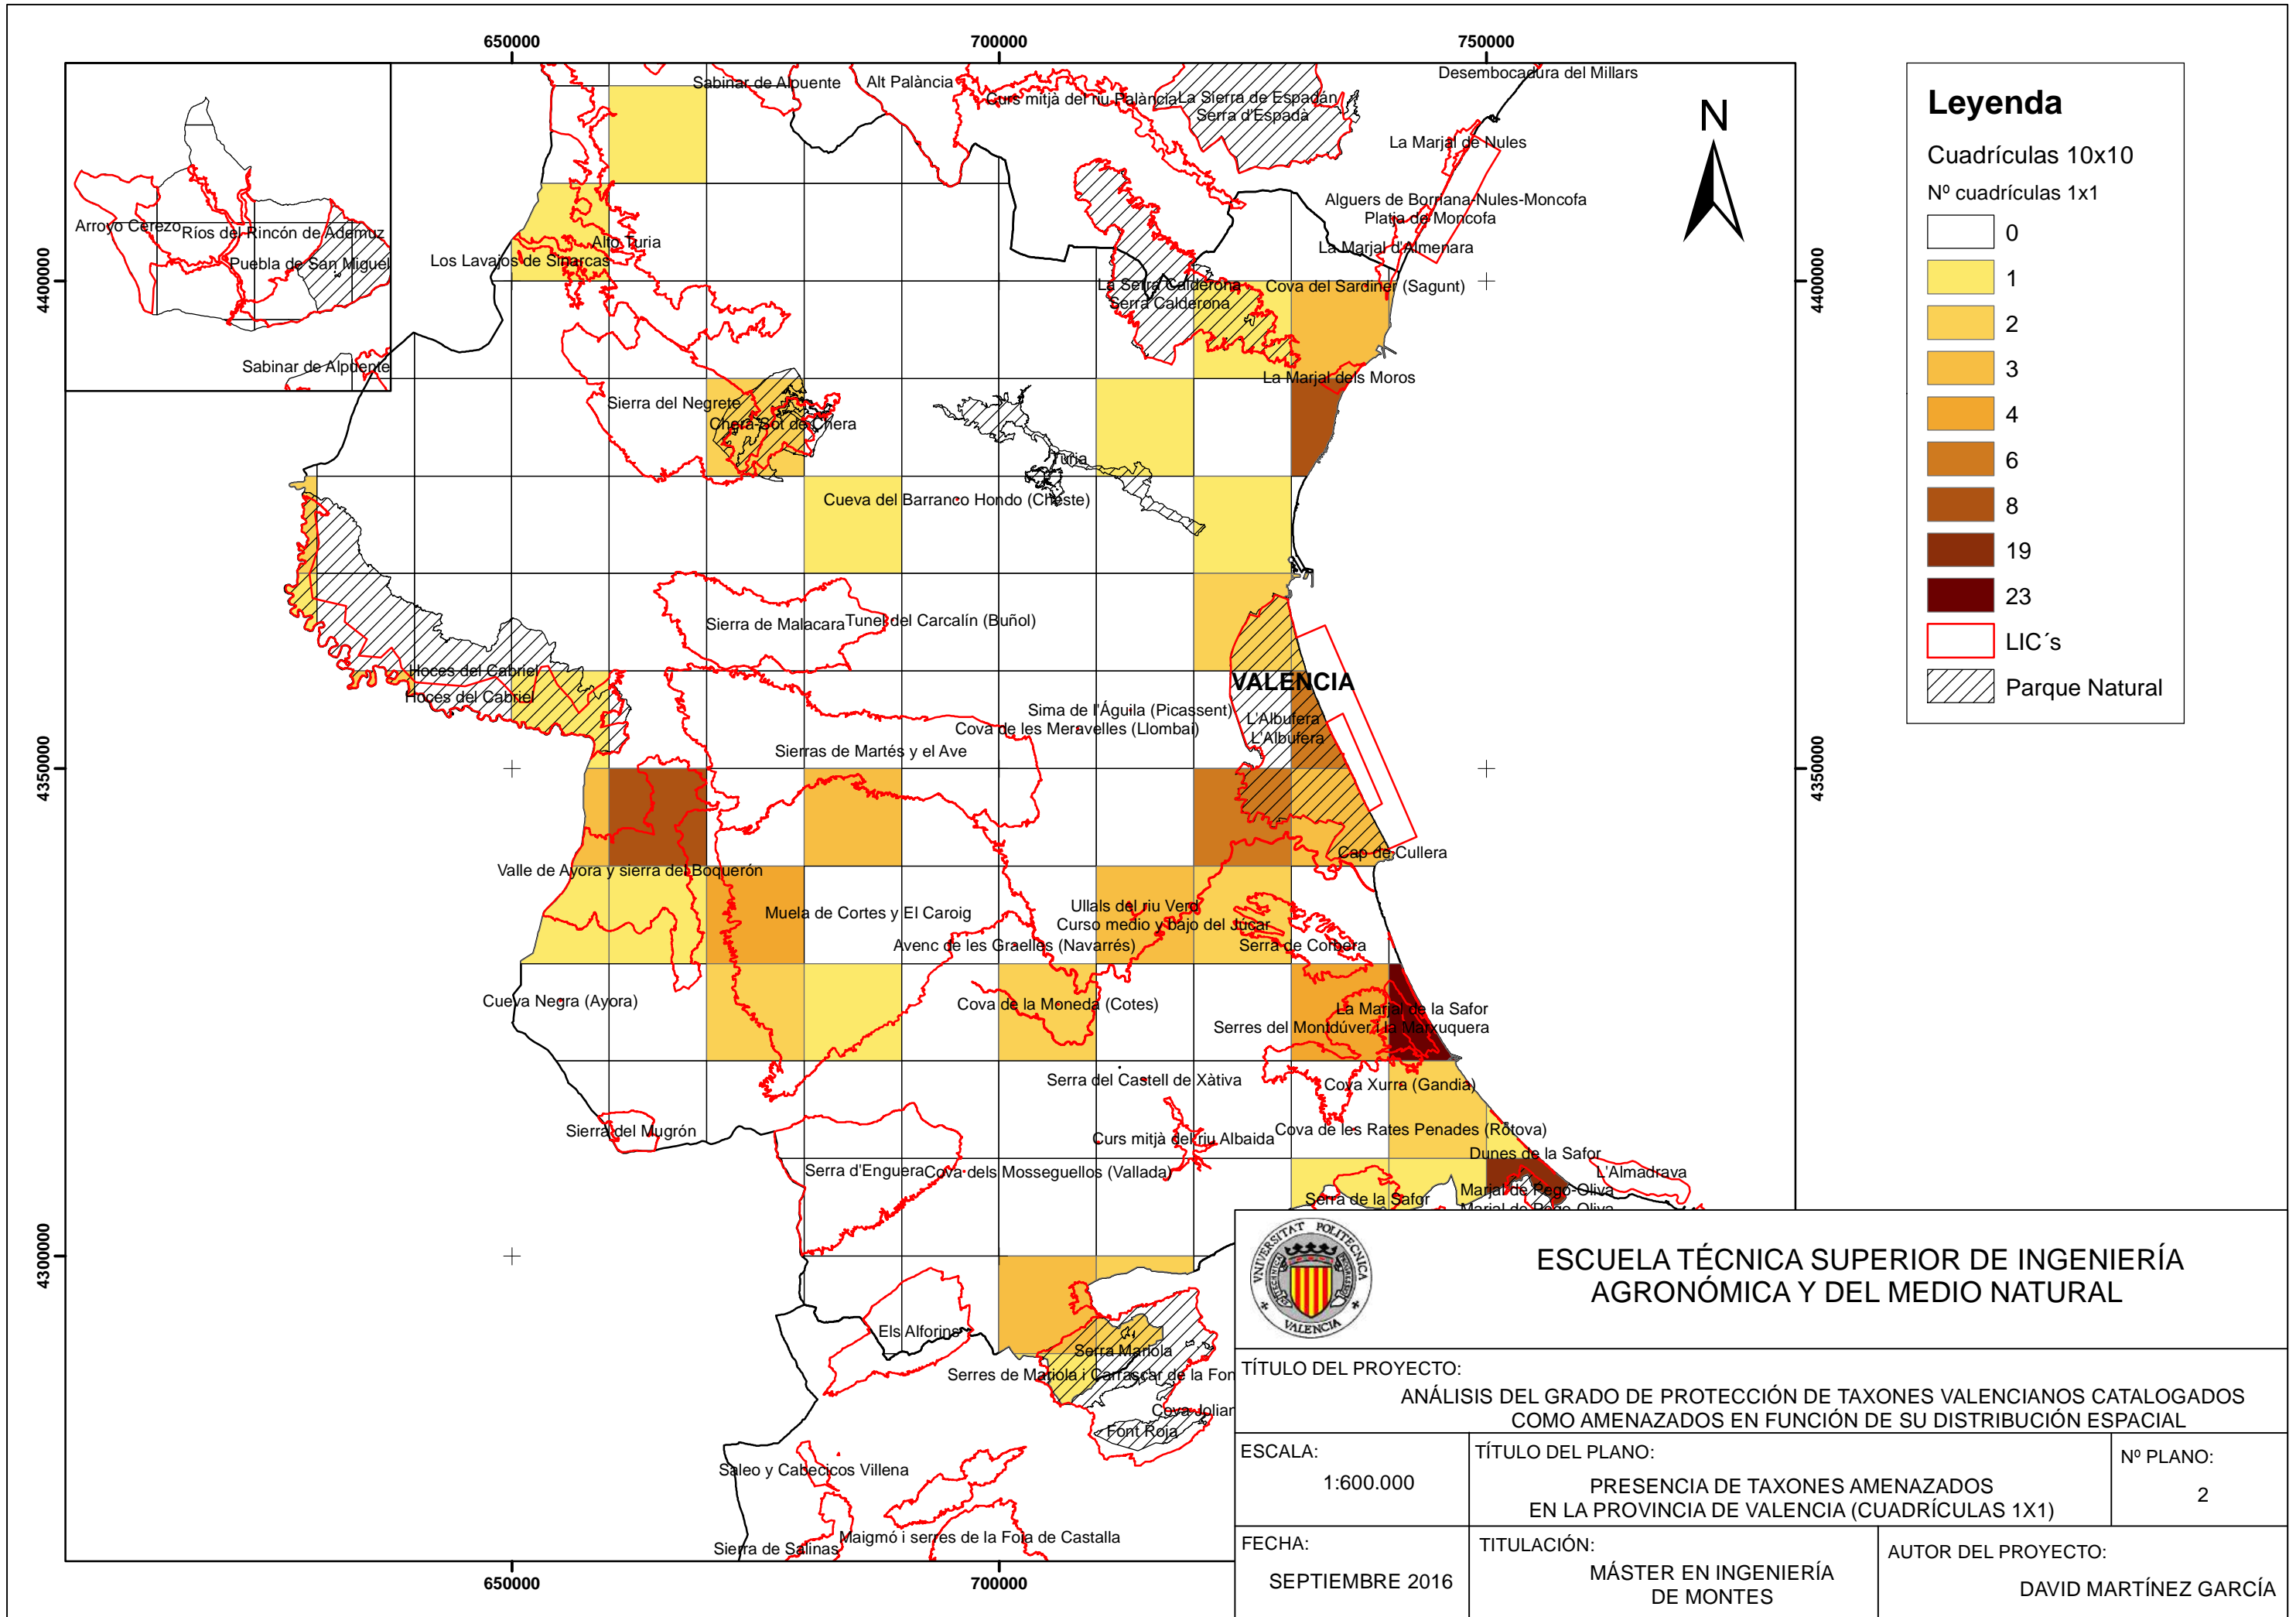 650000
700000
750000
Desembocadura del Millars
Sabinar de Alpuente
Alt Palància
Curs mitjà del riu Palància
La Sierra de Espadán
Serra d'Espadà
N
La Marjal de Nules
Alguers de Borriana-Nules-Moncofa
Platja de Moncofa
La Marjal d'Almenara
Arroyo Cerezo
Ríos del Rincón de Ademuz
Puebla de San Miguel
Sabinar de Alpuente
Alto Turia
Los Lavajos de Sinarcas
4400000
4400000
La Serra Calderona
Serra Calderona
Cova del Sardiner (Sagunt)
La Marjal dels Moros
Sierra del Negrete
Chera-Sot de Chera
Turia
Cueva del Barranco Hondo (Cheste)
Sierra de Malacara
Tunel del Carcalín (Buñol)
Hoces del Cabriel
Hoces del Cabriel
VALENCIA
Sima de l'Águila (Picassent)
Cova de les Meravelles (Llombai)
L'Albufera
L'Albufera
Sierras de Martés y el Ave
4350000
4350000
Cap de Cullera
Valle de Ayora y sierra del Boquerón
Muela de Cortes y El Caroig
Ullals del riu Verd
Curso medio y bajo del Júcar
Avenc de les Graelles (Navarrés)
Serra de Corbera
Cueva Negra (Ayora)
Cova de la Moneda (Cotes)
La Marjal de la Safor
Serres del Montdúver i la Marxuquera
Serra del Castell de Xàtiva
Cova Xurra (Gandia)
Sierra del Mugrón
Curs mitjà del riu Albaida
Cova de les Rates Penades (Rótova)
Dunes de la Safor
Serra d'Enguera
Cova dels Mosseguellos (Vallada)
L'Almadrava
Serra de la Safor
Marjal de Pego-Oliva
Marjal de Pego-Oliva
4300000
Els Alforins
Serra Mariola
Serres de Mariola i Carrascar de la Fon
Cova Joliar
Font Roja
Saleo y Cabecicos Villena
Maigmó i serres de la Foia de Castalla
Sierra de Salinas
650000
700000
Leyenda
Cuadrículas 10x10
Nº cuadrículas 1x1
0
1
2
3
4
6
8
19
23
LIC´s
Parque Natural
VNIVERSITAT POLITECNICA
VALENCIA
ESCUELA TÉCNICA SUPERIOR DE INGENIERÍA
AGRONÓMICA Y DEL MEDIO NATURAL
TÍTULO DEL PROYECTO:
ANÁLISIS DEL GRADO DE PROTECCIÓN DE TAXONES VALENCIANOS CATALOGADOS
COMO AMENAZADOS EN FUNCIÓN DE SU DISTRIBUCIÓN ESPACIAL
ESCALA:
1:600.000
TÍTULO DEL PLANO:
PRESENCIA DE TAXONES AMENAZADOS
EN LA PROVINCIA DE VALENCIA (CUADRÍCULAS 1X1)
Nº PLANO:
2
FECHA:
SEPTIEMBRE 2016
TITULACIÓN:
MÁSTER EN INGENIERÍA
DE MONTES
AUTOR DEL PROYECTO:
DAVID MARTÍNEZ GARCÍA